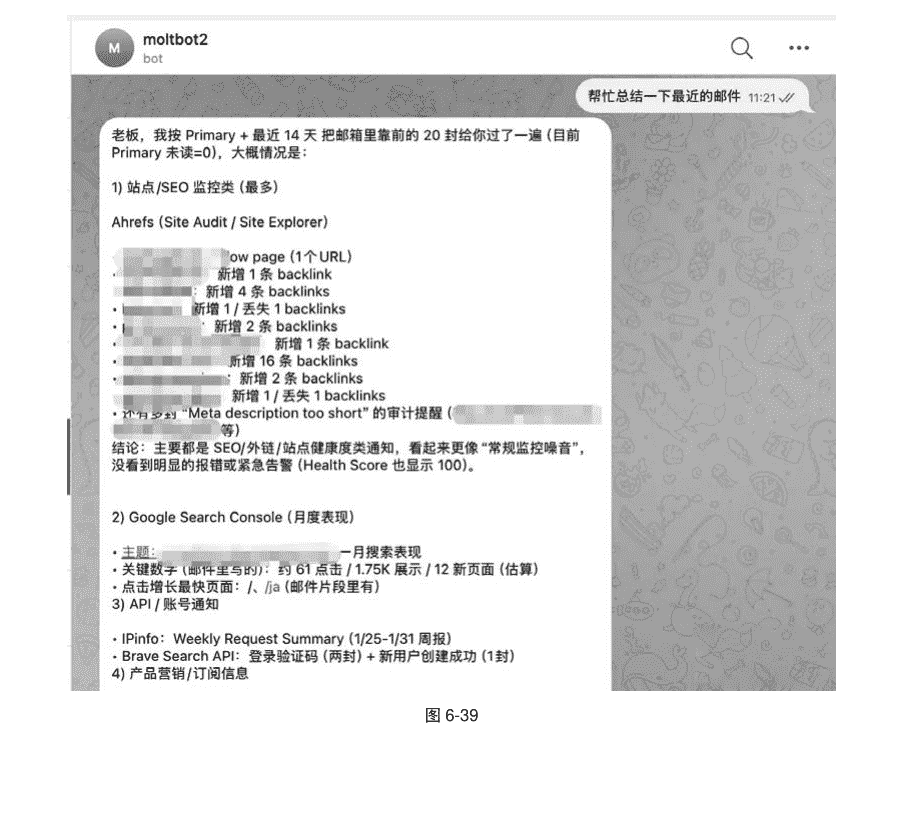 M
moltbot2
bot
帮忙总结一下最近的邮件 11:21
老板，我按 Primary + 最近 14 天 把邮箱里靠前的 20 封给你过了一遍 (目前
Primary 未读=0)，大概情况是：
1) 站点/SEO 监控类 (最多)
Ahrefs (Site Audit / Site Explorer)
page (1个URL)
新增 1 条 backlink
• ：新增 4 条 backlinks
• 新增 1 / 丢失 1 backlinks
• ：新增 2 条 backlinks
• 新增 1 条 backlink
• 新增 16 条 backlinks
• ：新增 2 条 backlinks
新增 1 / 丢失 1 backlinks
• 还有多封 “Meta description too short” 的审计提醒 (
等)
结论：主要都是 SEO/外链/站点健康度类通知，看起来更像“常规监控噪音”，
没看到明显的报错或紧急告警 (Health Score 也显示 100)。
2) Google Search Console (月度表现)
• 主题： 一月搜索表现
• 关键数字 (邮件里写的)：约 61 点击 / 1.75K 展示 / 12 新页面 (估算)
• 点击增长最快页面：/、/ja (邮件片段里有)
3) API / 账号通知
• IPinfo：Weekly Request Summary (1/25-1/31 周报)
• Brave Search API：登录验证码 (两封) + 新用户创建成功 (1封)
4) 产品营销/订阅信息
图 6-39